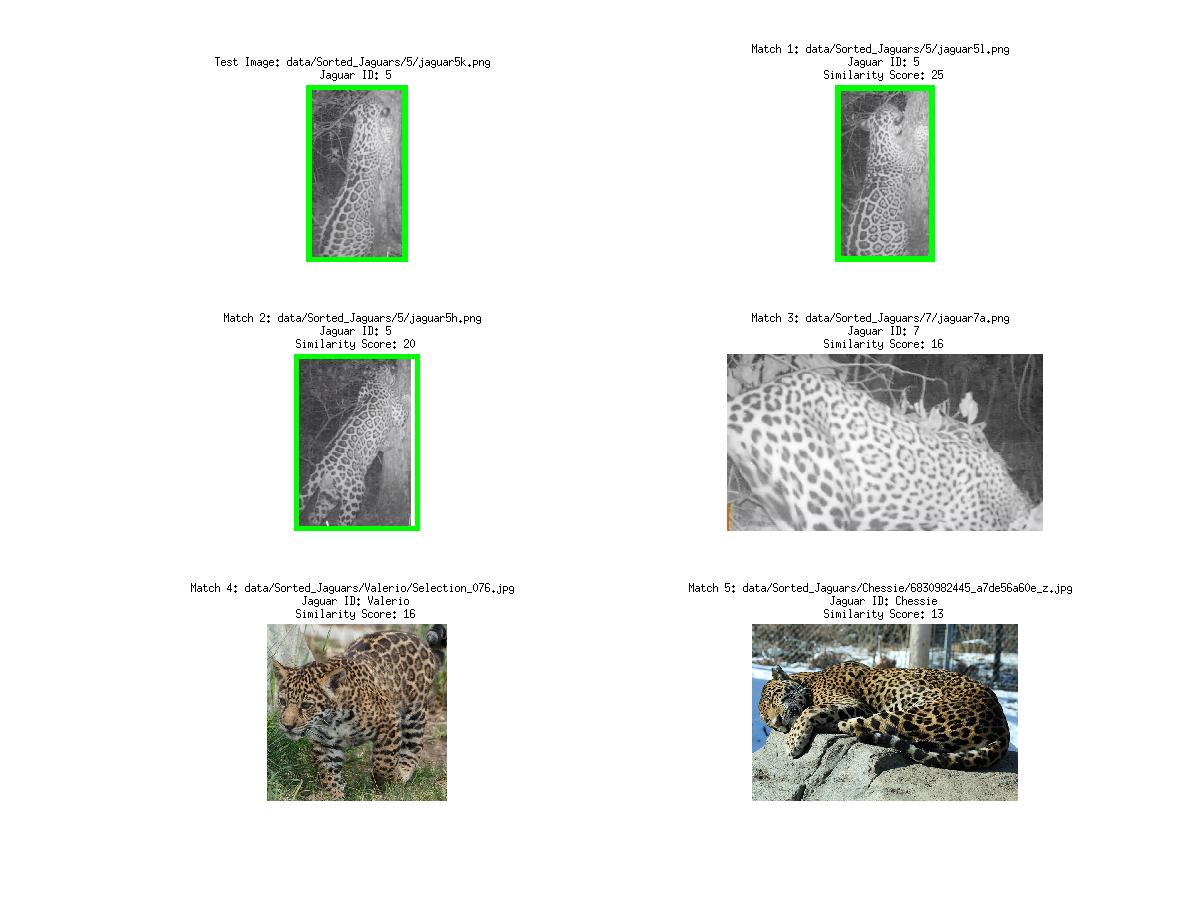 Test Image: data/Sorted_Jaguars/5/jaguar5k.png
Jaguar ID: 5
Match 1: data/Sorted_Jaguars/5/jaguar5l.png
Jaguar ID: 5
Similarity Score: 25
Match 2: data/Sorted_Jaguars/5/jaguar5h.png
Jaguar ID: 5
Similarity Score: 20
Match 3: data/Sorted_Jaguars/7/jaguar7a.png
Jaguar ID: 7
Similarity Score: 16
Match 4: data/Sorted_Jaguars/Valerio/Selection_076.jpg
Jaguar ID: Valerio
Similarity Score: 16
Match 5: data/Sorted_Jaguars/Chessie/6830982445_a7de56a60e_z.jpg
Jaguar ID: Chessie
Similarity Score: 13